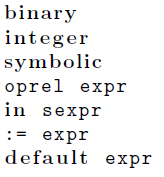 binary
integer
symbolic
oprel expr
in sexpr
:= expr
default expr